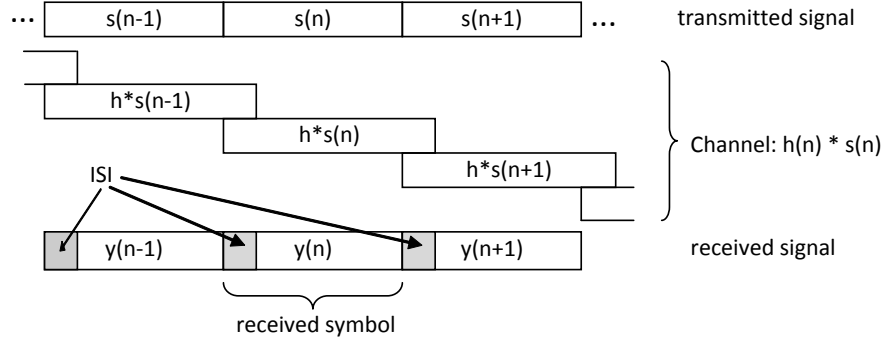 ... s(n-1) s(n) s(n+1) ... transmitted signal
h*s(n-1)
h*s(n)
Channel: h(n) * s(n)
h*s(n+1)
ISI
y(n-1) y(n) y(n+1) received signal
received symbol